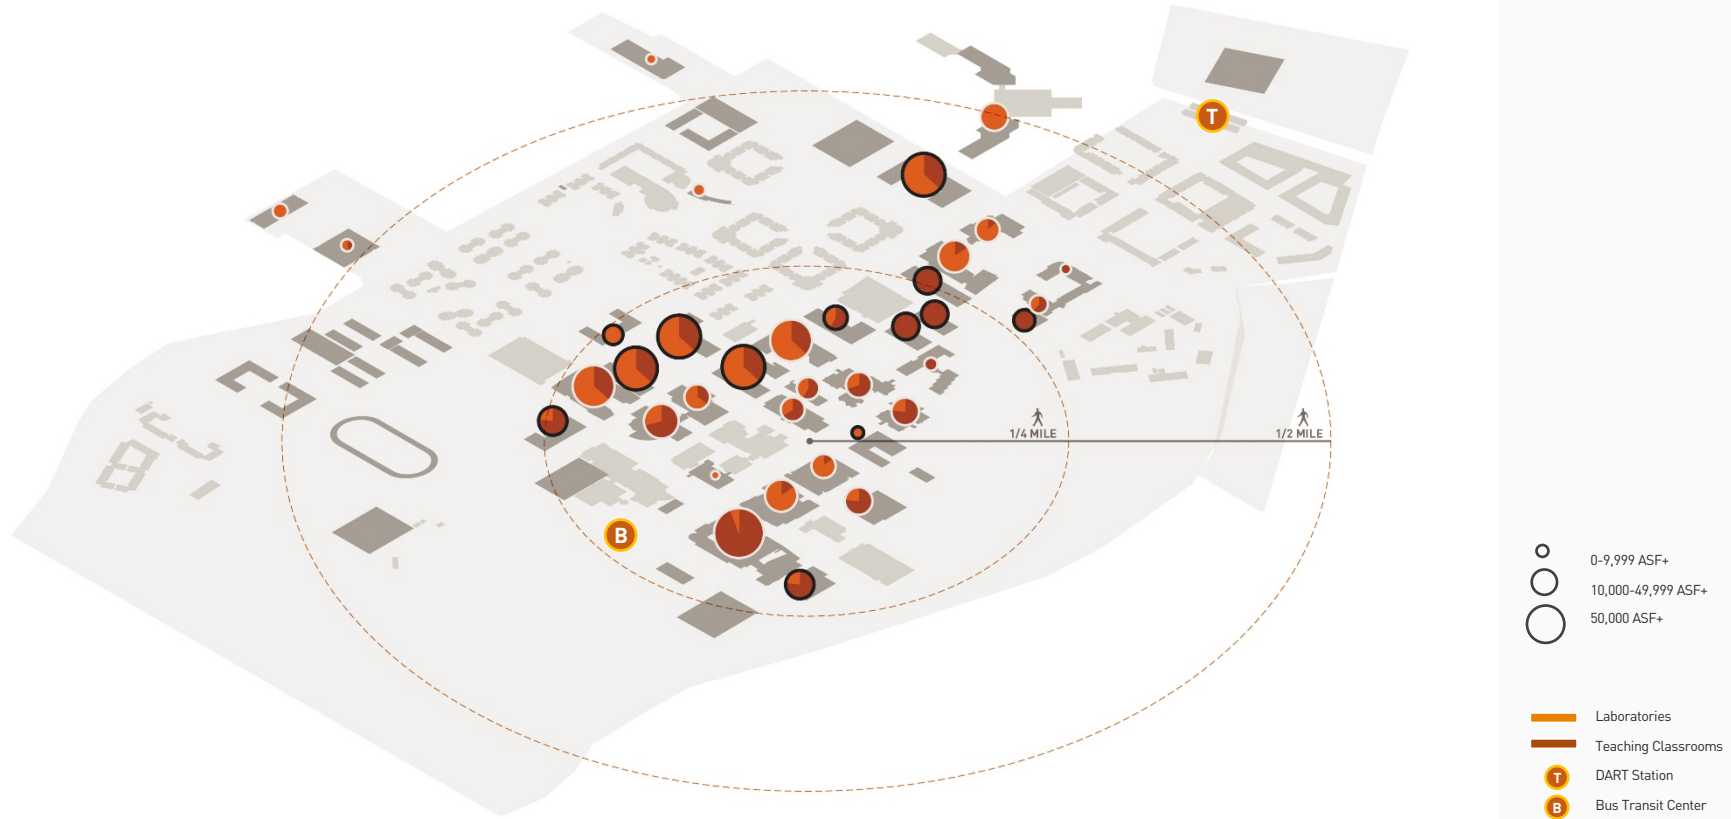 T
1/4 MILE
1/2 MILE
B
0-9,999 ASF+
10,000-49,999 ASF+
50,000 ASF+
Laboratories
Teaching Classrooms
T
DART Station
B
Bus Transit Center